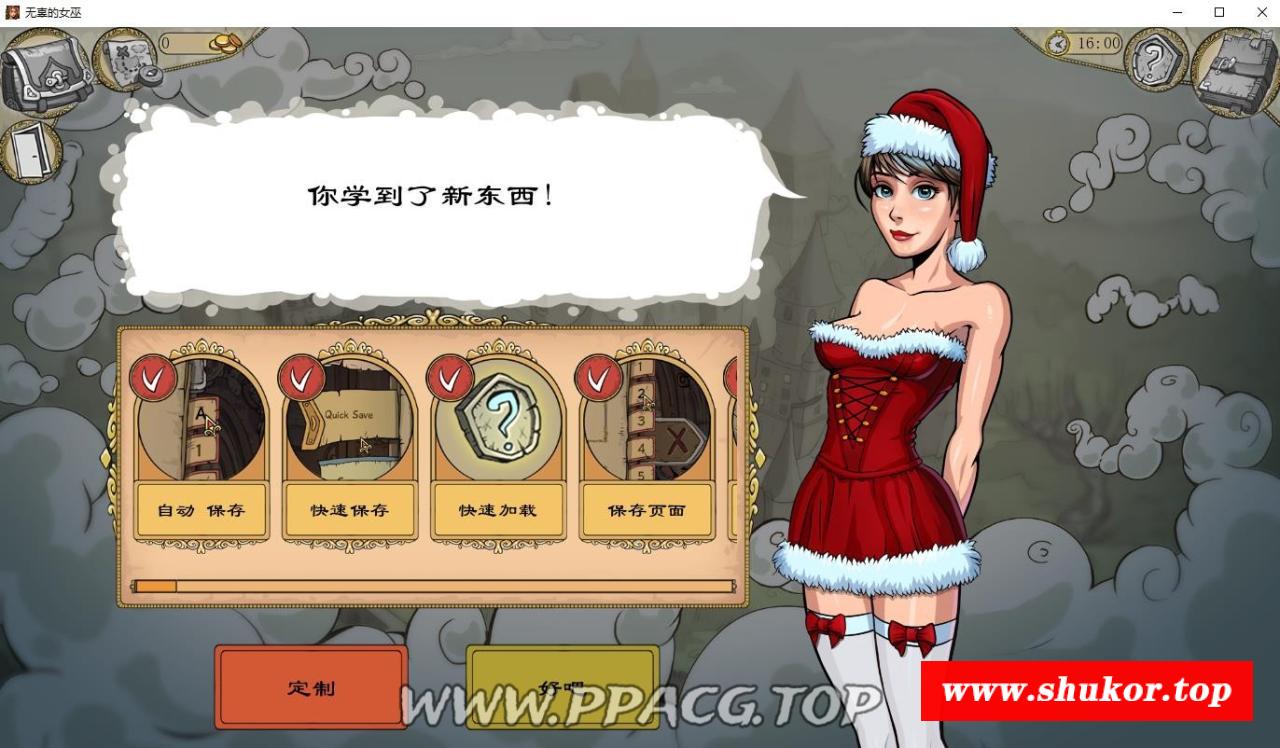 无辜的女巫
0
16:00
你学到了新东西！
A
1
Quick Save
1
2
3
4
5
自动 保存
快速保存
快速加载
保存页面
定制
好吧
WWW.PPACG.TOP
www.shukor.top